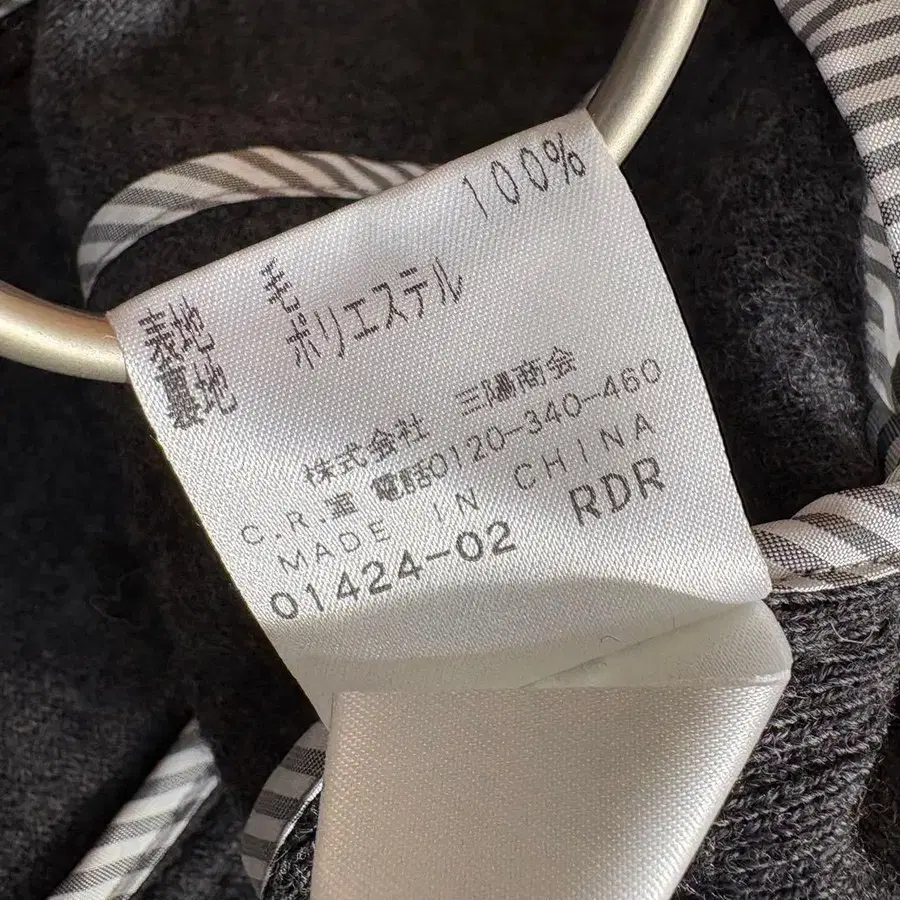 表地 毛 100%
裏地 ポリエステル
株式会社 三陽商会
C.R.室 電話0120-340-460
MADE IN CHINA
01424-02 RDR